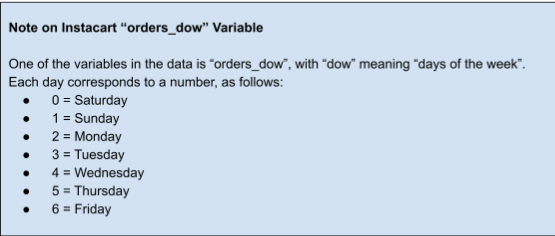 Note on Instacart “orders_dow” Variable
One of the variables in the data is “orders_dow”, with “dow” meaning “days of the week”.
Each day corresponds to a number, as follows:
● 0 = Saturday
● 1 = Sunday
● 2 = Monday
● 3 = Tuesday
● 4 = Wednesday
● 5 = Thursday
● 6 = Friday